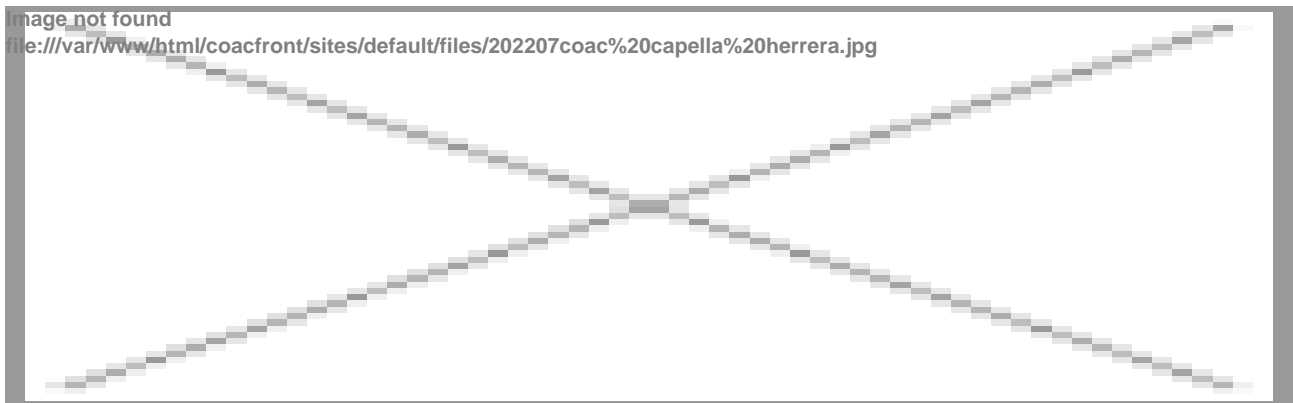 Image not found
file:///var/www/html/coacfront/sites/default/files/202207coac%20capella%20herrera.jpg